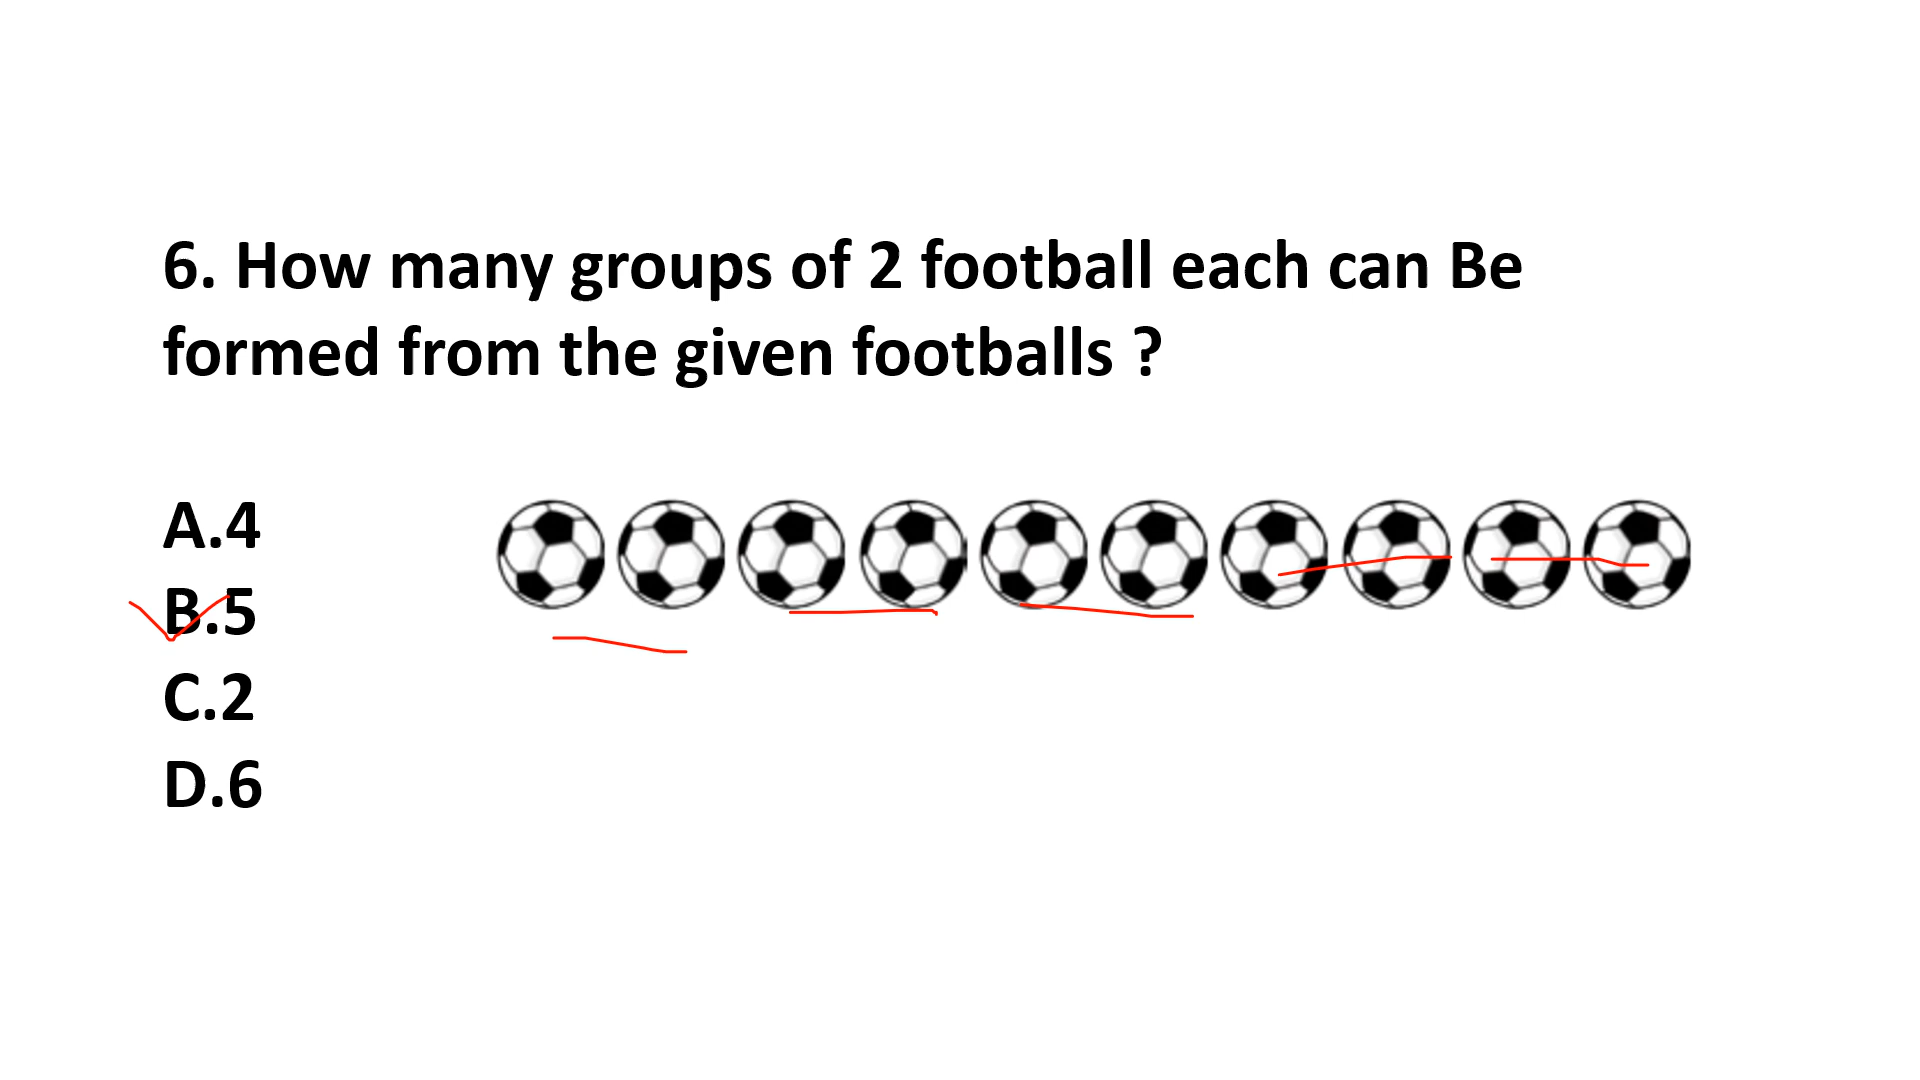 6. How many groups of 2 football each can Be
formed from the given footballs ?
A.4
B.5
C.2
D.6